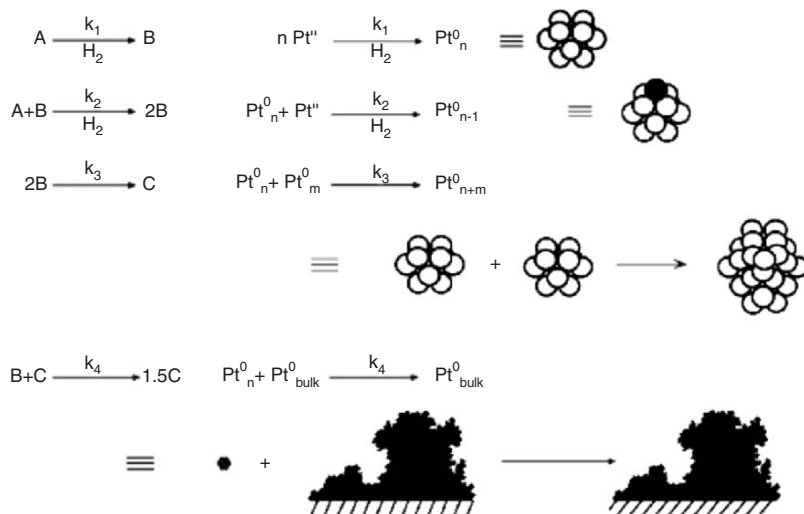 A k₁ H₂ B n Pt" k₁ H₂ Pt⁰ₙ ≡
A+B k₂ H₂ 2B Pt⁰ₙ+ Pt" k₂ H₂ Pt⁰ₙ₋₁ ≡
2B k₃ C Pt⁰ₙ+ Pt⁰ₘ k₃ Pt⁰ₙ₊ₘ
≡ +
B+C k₄ 1.5C Pt⁰ₙ+ Pt⁰bulk k₄ Pt⁰bulk
≡ +